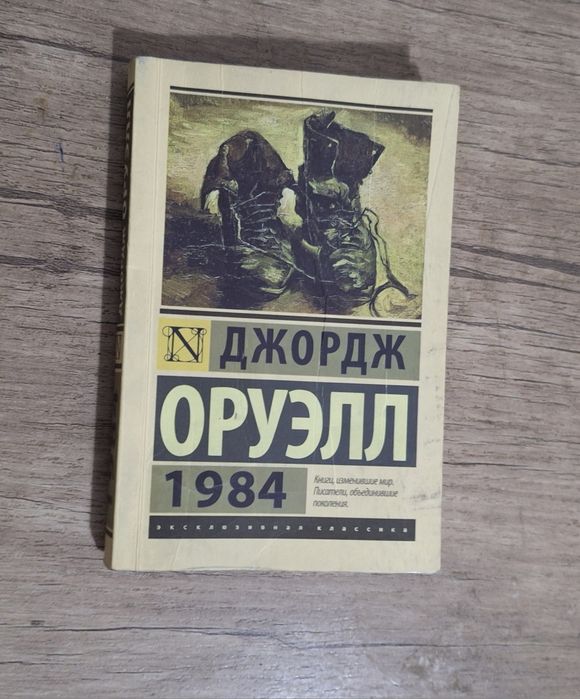 N
ДЖОРДЖ
ОРУЭЛЛ
1984
Книги, изменившие мир.
Писатели, объединившие
поколения.
эксклюзивная классика